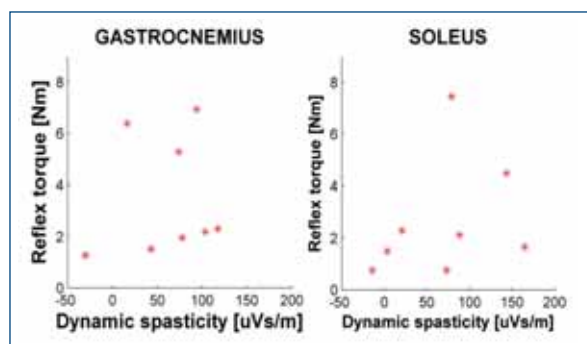 GASTROCNEMIUS
Reflex torque [Nm]
8
6
4
2
0
-50 0 50 100 150 200
Dynamic spasticity [uVs/m]
SOLEUS
Reflex torque [Nm]
8
6
4
2
0
-50 0 50 100 150 200
Dynamic spasticity [uVs/m]